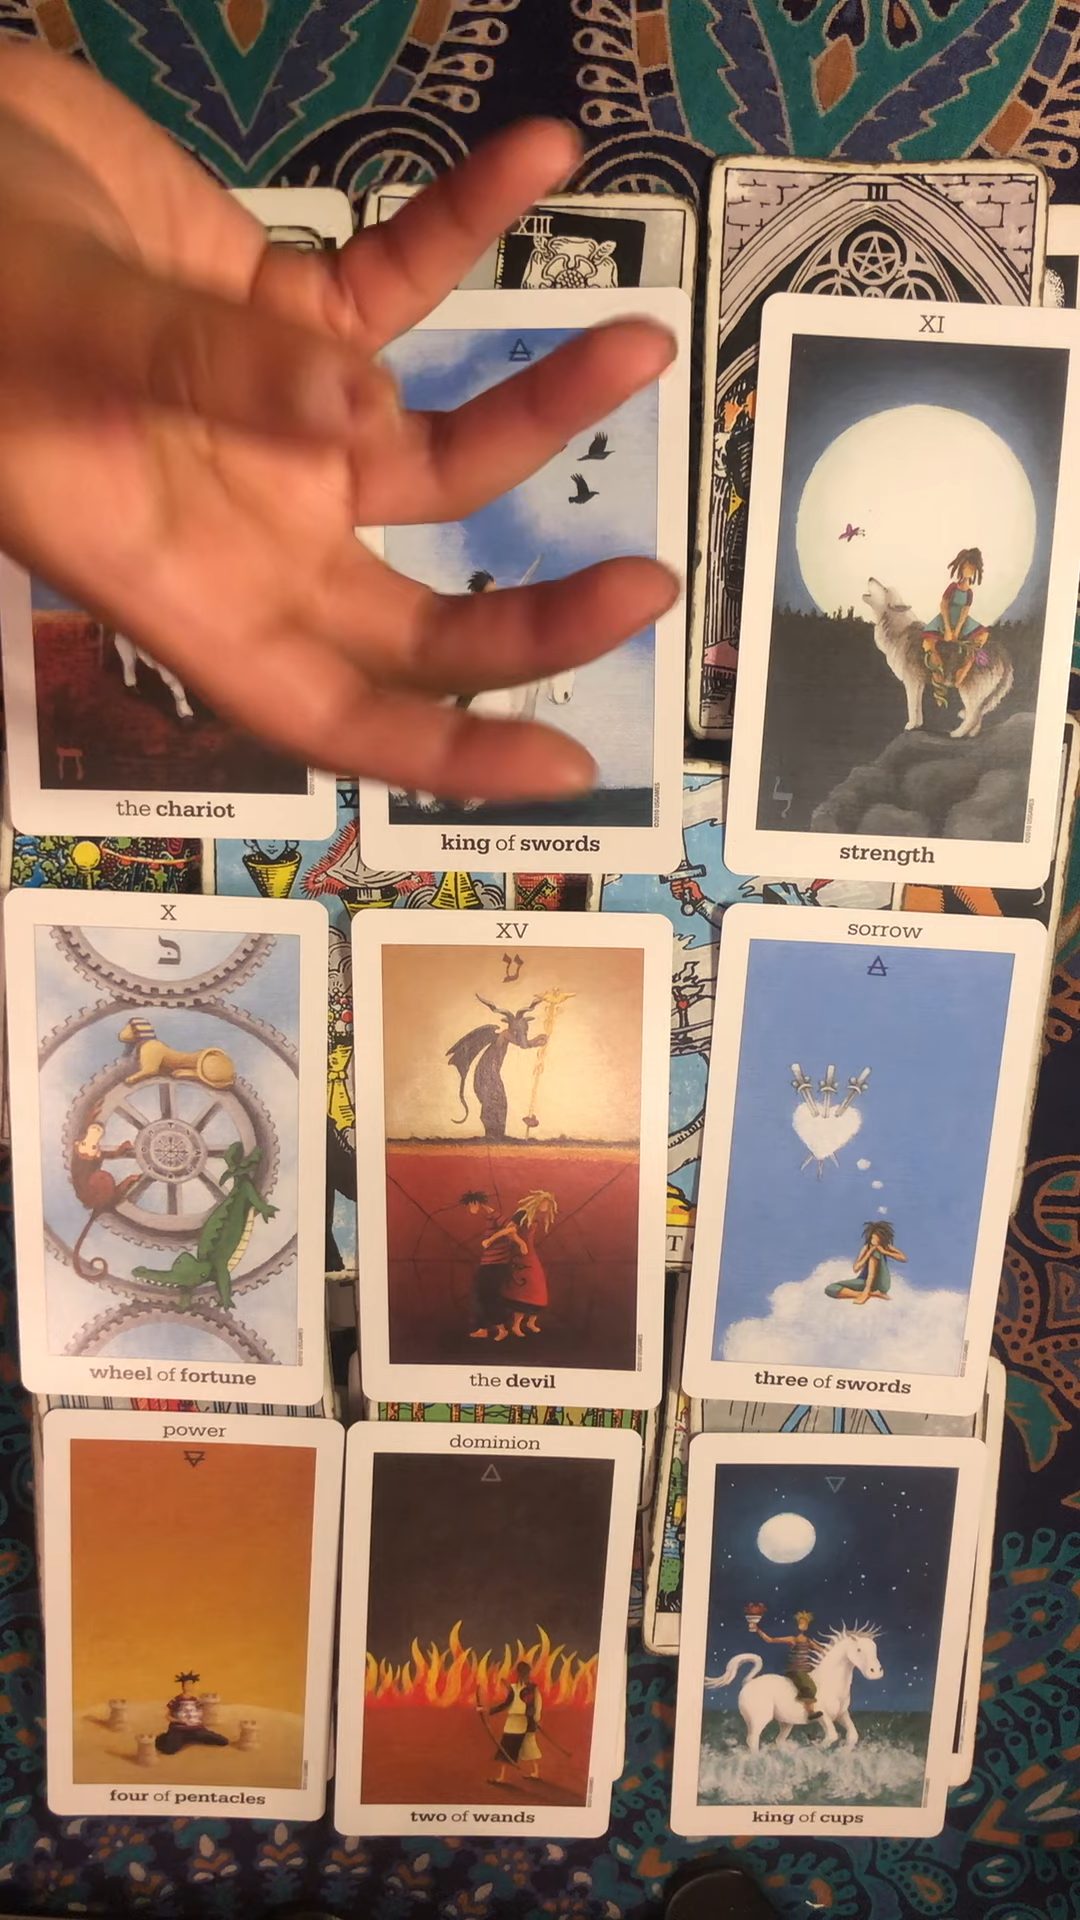 XIII
III
XI
the chariot
king of swords
strength
X
כ
XV
ע
sorrow
ח
ל
T
wheel of fortune
the devil
three of swords
power
dominion
four of pentacles
two of wands
king of cups